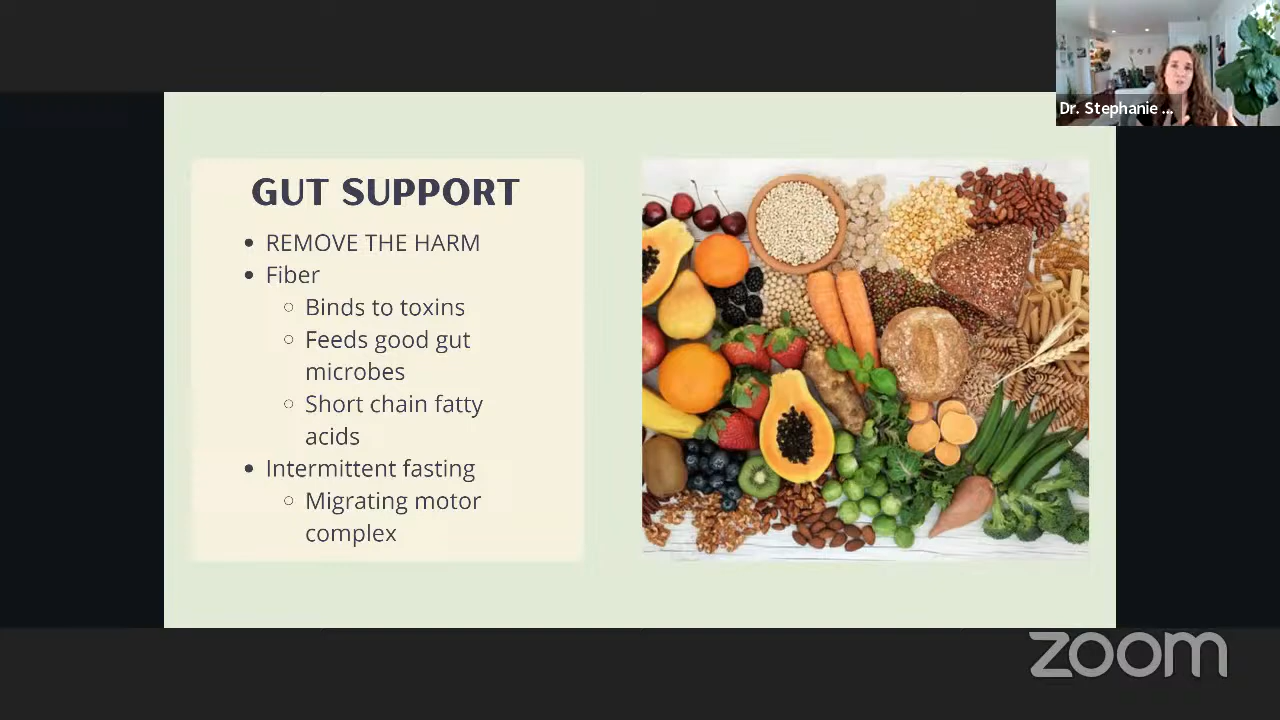 Dr. Stephanie ...
GUT SUPPORT
REMOVE THE HARM
Fiber
Binds to toxins
Feeds good gut
microbes
Short chain fatty
acids
Intermittent fasting
Migrating motor
complex
zoom